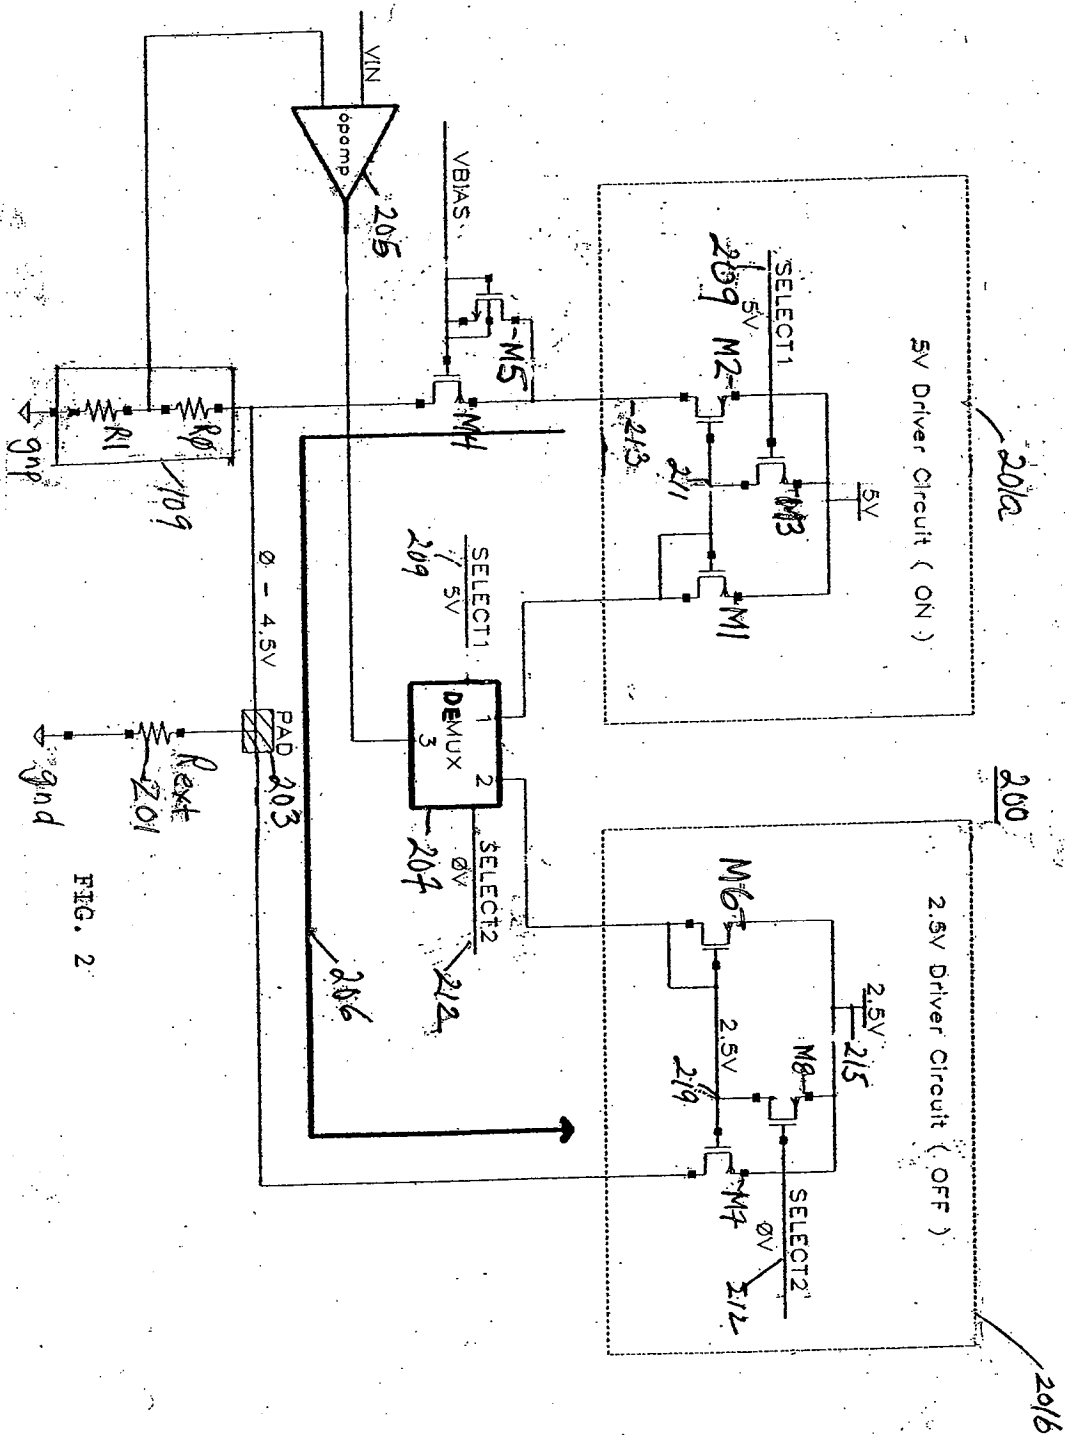 200
201a
5V Driver Circuit ( ON )
5V
SELECT1
5V
209
M2
M3
M1
211
213
201b
2.5V Driver Circuit ( OFF )
2.5V
215
M6
M8
2.5V
219
M7
SELECT2
0V
212
VBIAS
M5
M4
VIN
opamp
205
SELECT1
5V
209
1 2
DEMUX
3
207
SELECT2
0V
212
206
RØ
R1
109
gnd
Ø - 4.5V
PAD
203
Rext
201
gnd
FIG. 2